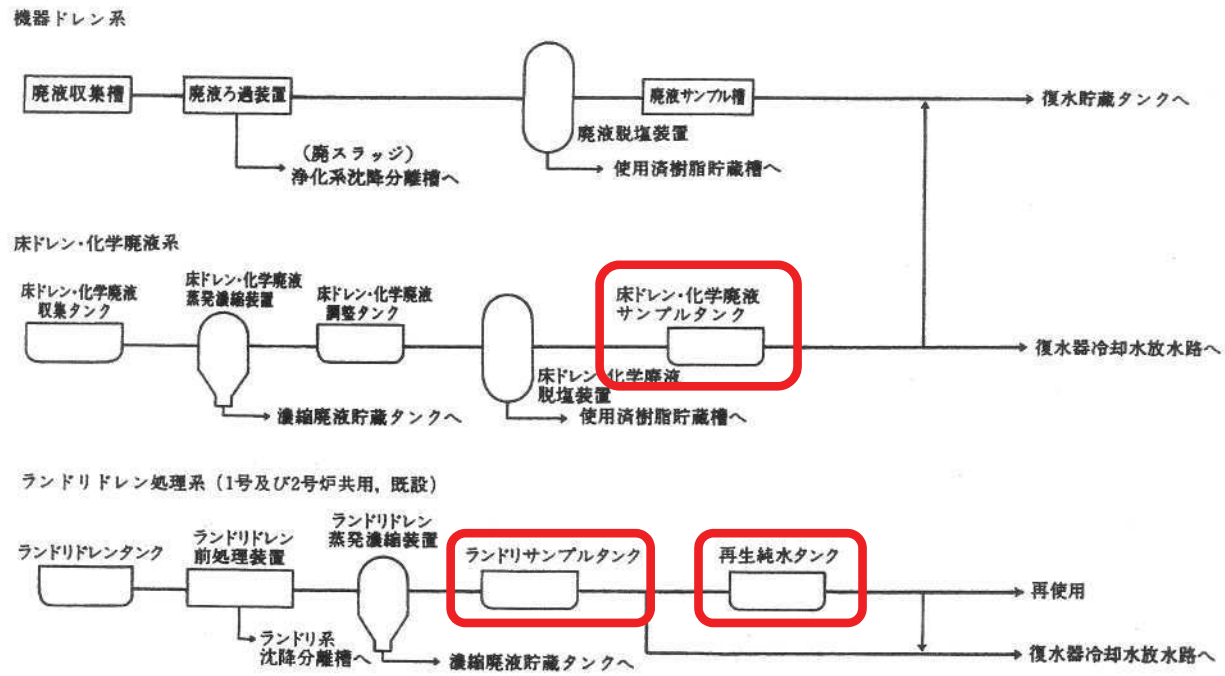 機器ドレン系
廃液収集槽
廃液ろ過装置
廃液サンプル槽
復水貯蔵タンクへ
廃液脱塩装置
(廃スラッジ)
浄化系沈降分離槽へ
使用済樹脂貯蔵槽へ
床ドレン・化学廃液系
床ドレン・化学廃液
収集タンク
床ドレン・化学廃液
蒸発濃縮装置
床ドレン・化学廃液
調整タンク
床ドレン・化学廃液
サンプルタンク
復水器冷却水放水路へ
床ドレン・化学廃液
脱塩装置
濃縮廃液貯蔵タンクへ
使用済樹脂貯蔵槽へ
ランドリドレン処理系(1号及び2号炉共用, 既設)
ランドリドレンタンク
ランドリドレン
前処理装置
ランドリドレン
蒸発濃縮装置
ランドリサンプルタンク
再生純水タンク
再使用
ランドリ系
沈降分離槽へ
濃縮廃液貯蔵タンクへ
復水器冷却水放水路へ